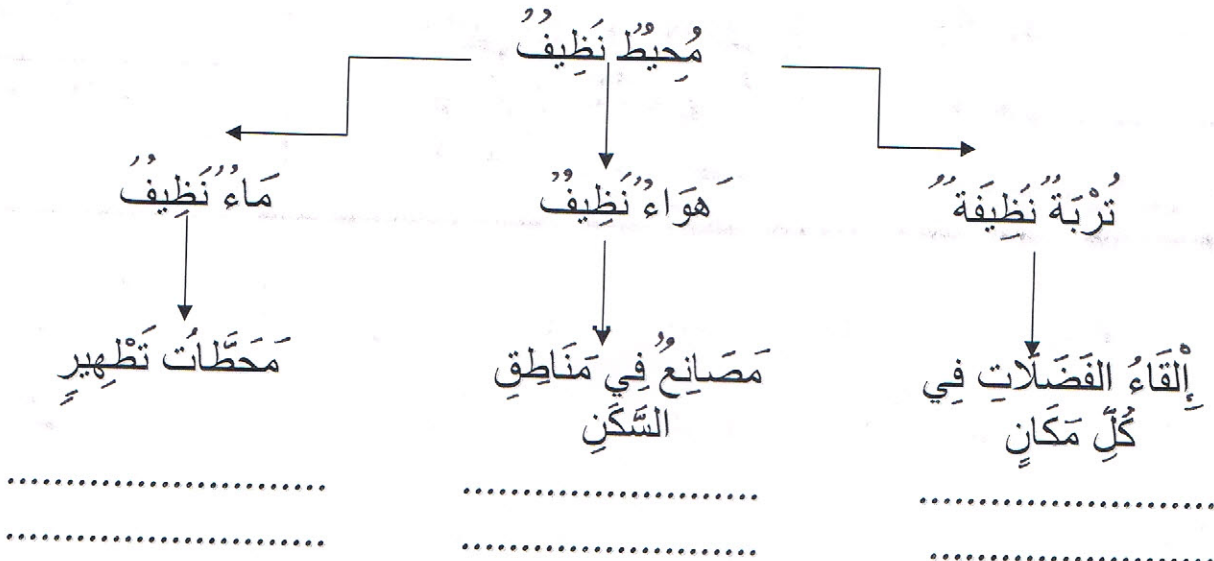 مُحِيطٌ نَظِيفٌ
تُرْبَةٌ نَظِيفَةٌ
هَوَاءٌ نَظِيفٌ
مَاءٌ نَظِيفٌ
إِلْقَاءُ الفَضَلَاتِ فِي
كُلِّ مَكَانٍ
مَصَانِعٌ فِي مَنَاطِقِ
السَّكَنِ
مَحَطَّاتُ تَطْهِيرٍ